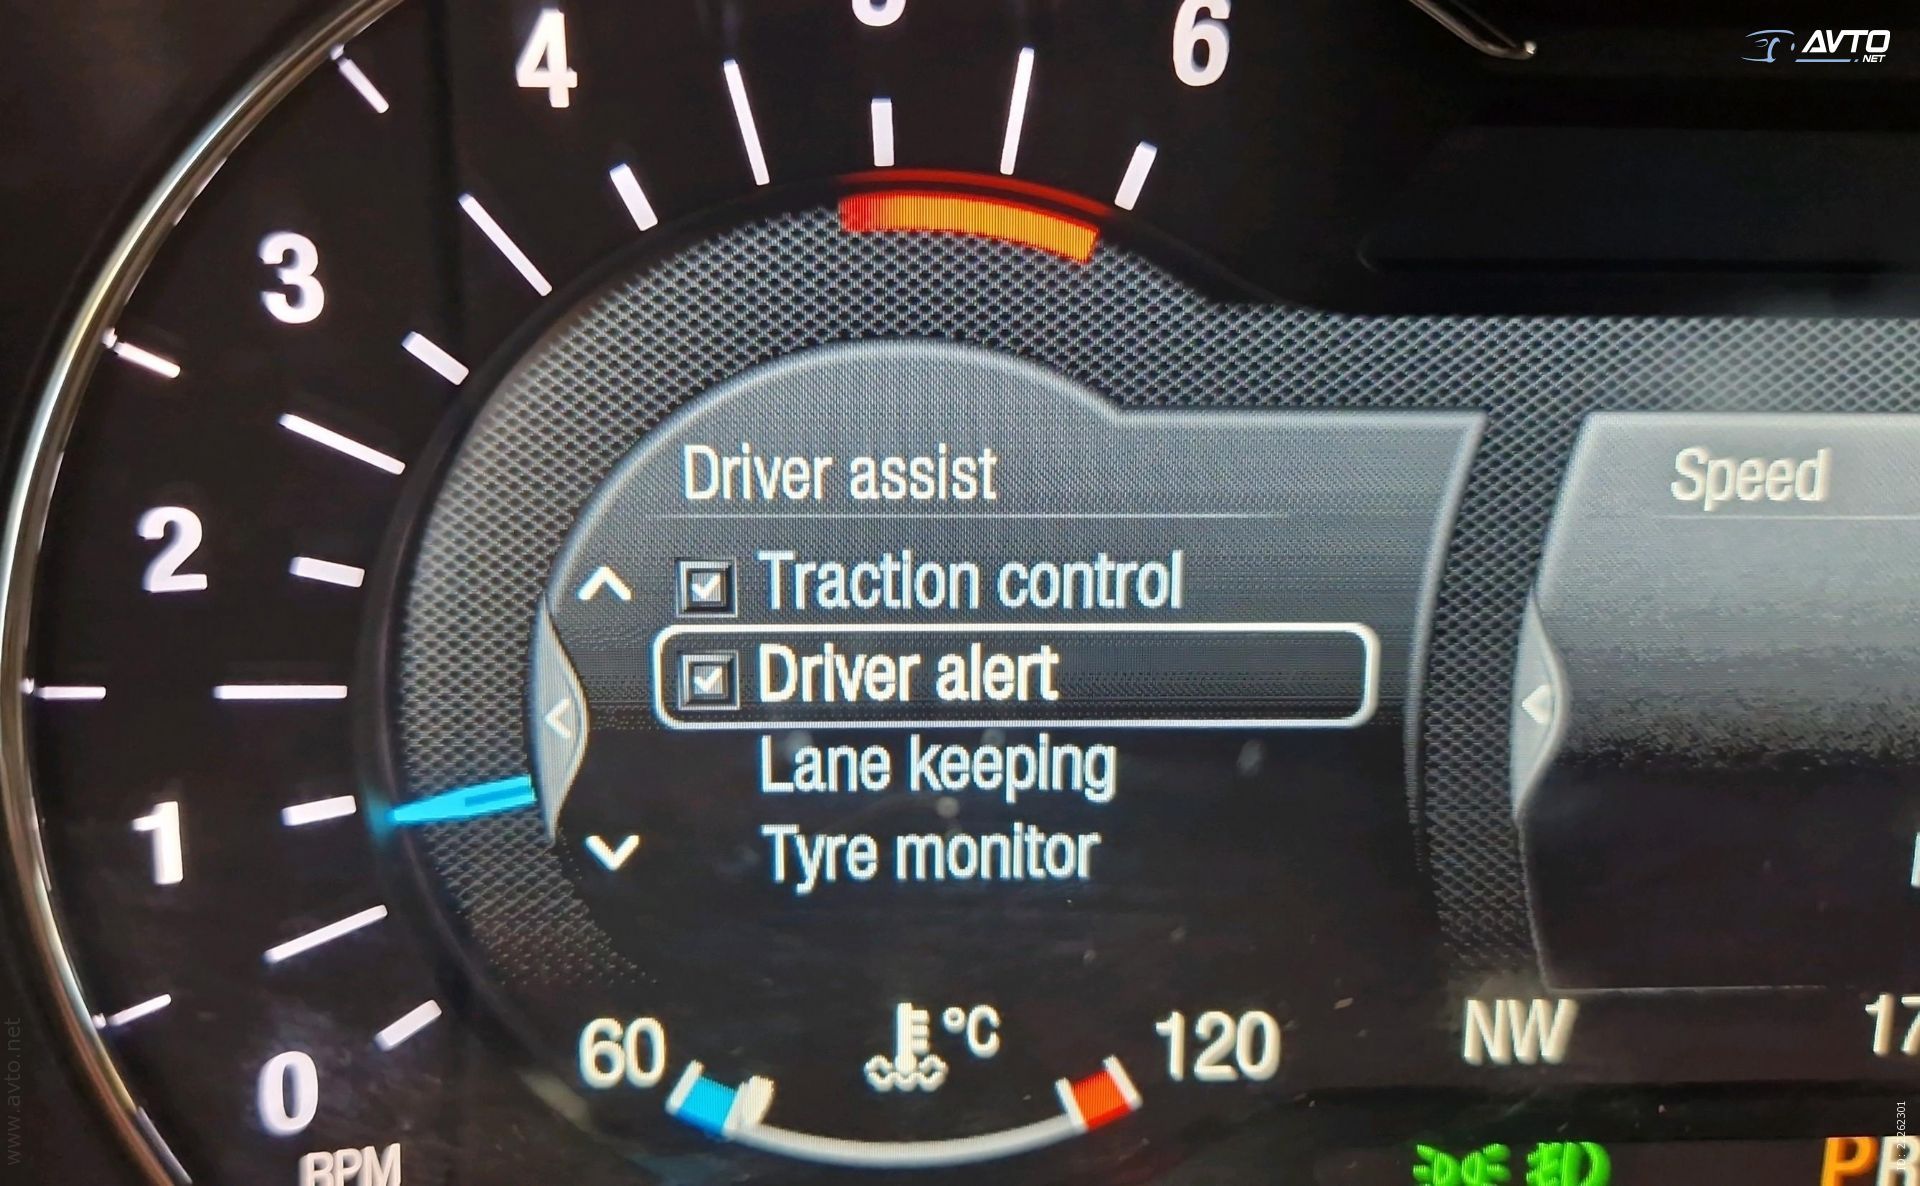 AVTO
.NET
4
6
3
2
1
0
RPM
Driver assist
Traction control
Driver alert
Lane keeping
Tyre monitor
Speed
60
°C
120
NW
17
P
www.avto.net